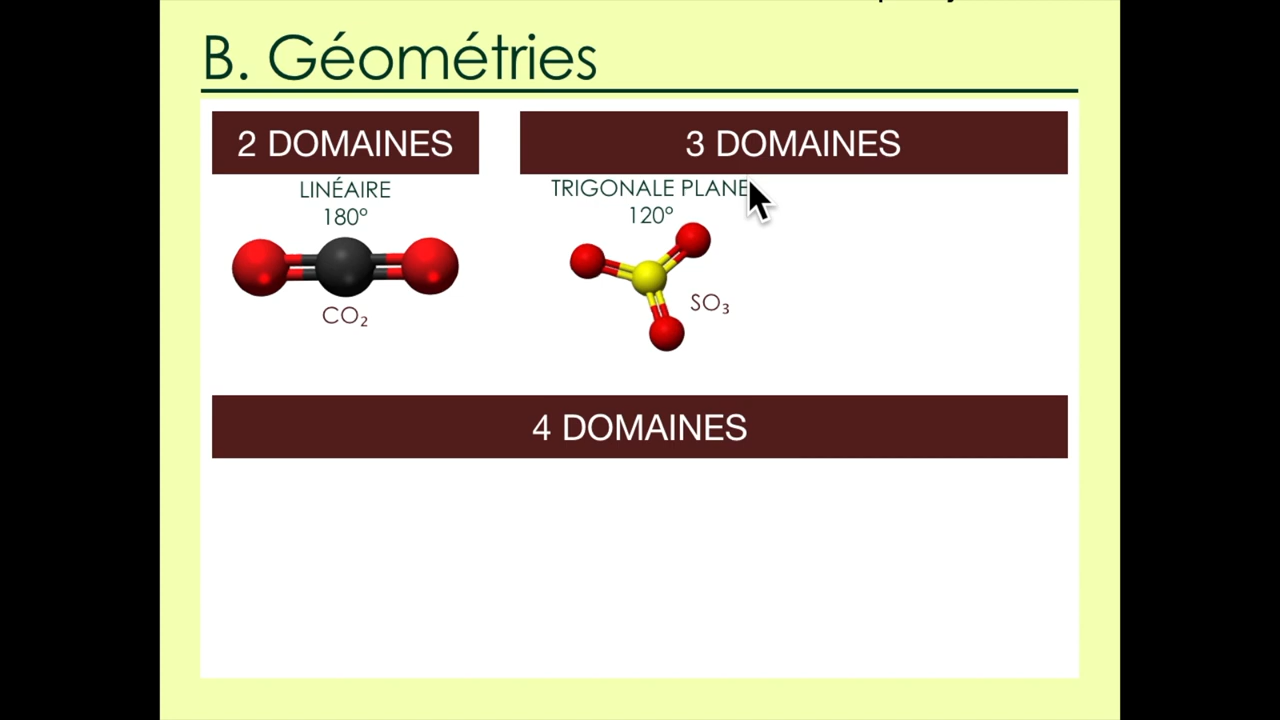 B. Géométries
2 DOMAINES
LINÉAIRE
180°
CO₂
3 DOMAINES
TRIGONALE PLANE
120°
SO₃
4 DOMAINES